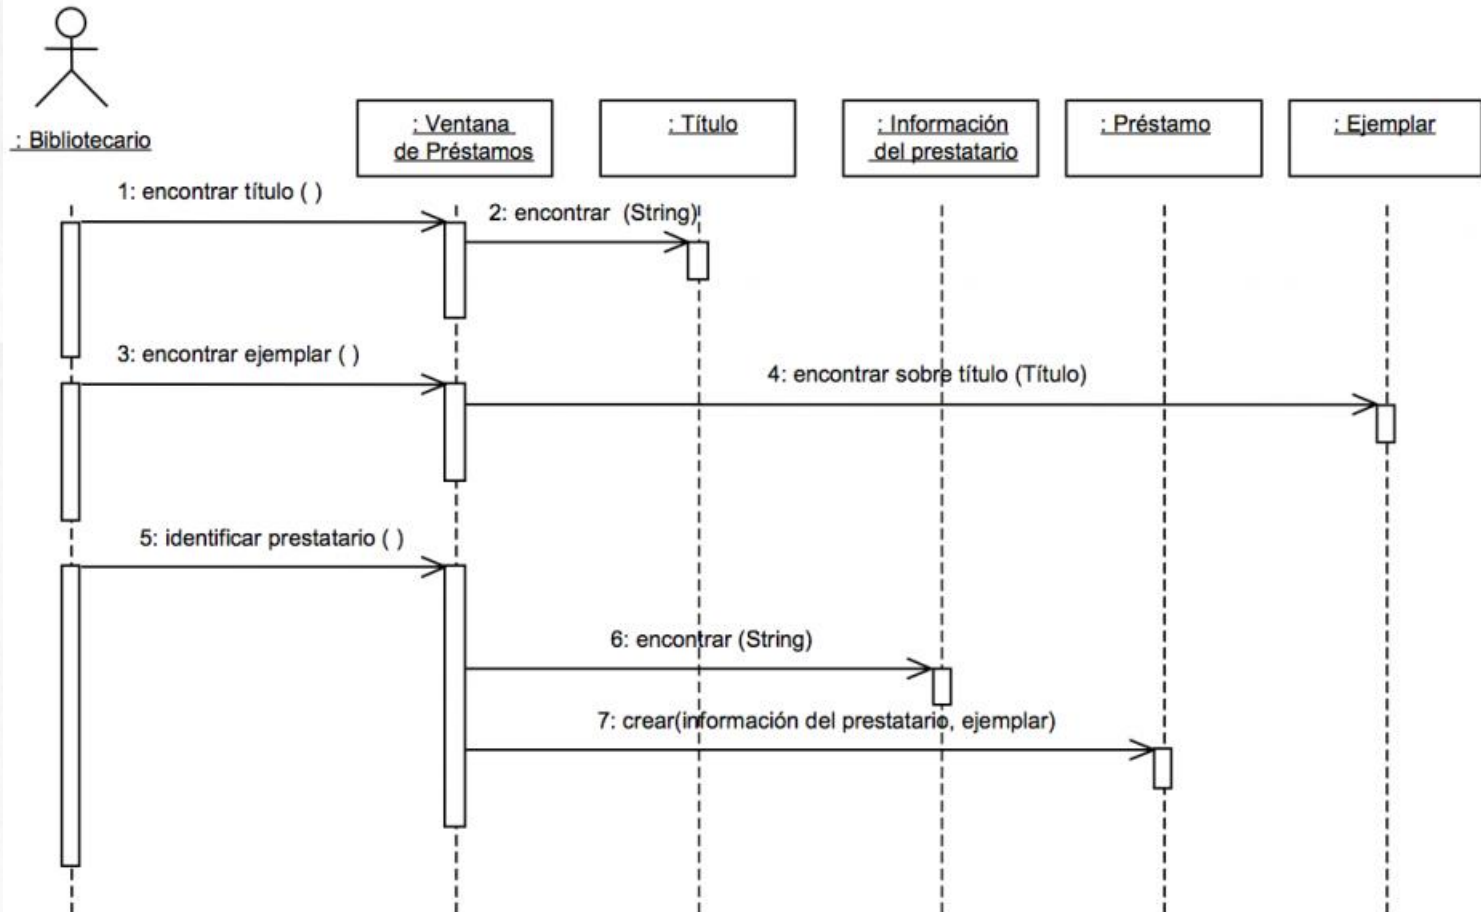 : Bibliotecario
: Ventana
de Préstamos
: Título
: Información
del prestatario
: Préstamo
: Ejemplar
1: encontrar título ( )
2: encontrar (String)
3: encontrar ejemplar ( )
4: encontrar sobre título (Título)
5: identificar prestatario ( )
6: encontrar (String)
7: crear(información del prestatario, ejemplar)